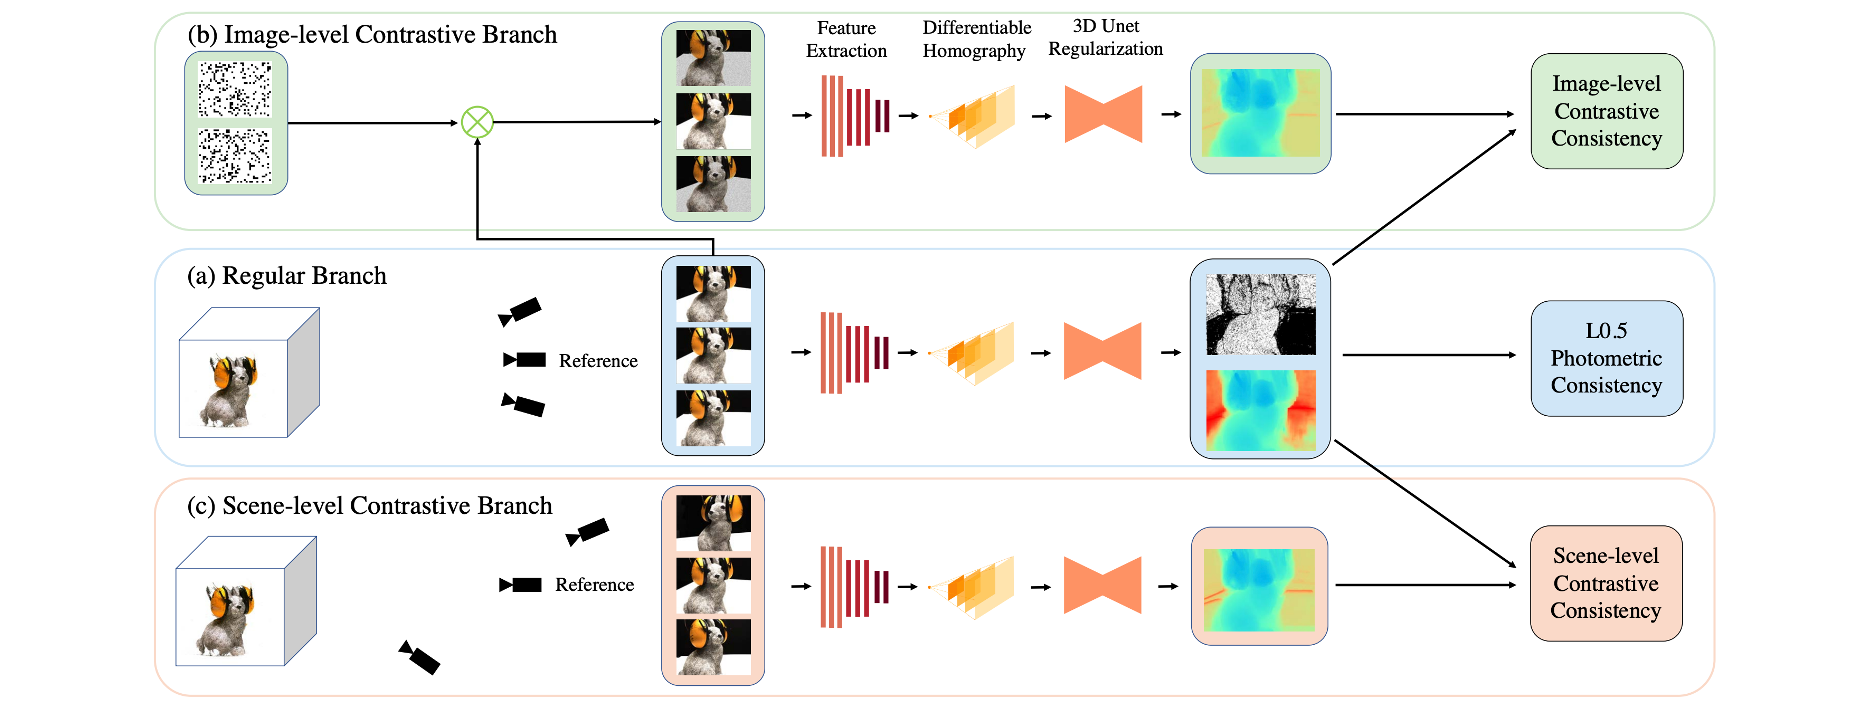 (b) Image-level Contrastive Branch
Feature
Extraction
Differentiable
Homography
3D Unet
Regularization
Image-level
Contrastive
Consistency
(a) Regular Branch
Reference
L0.5
Photometric
Consistency
(c) Scene-level Contrastive Branch
Reference
Scene-level
Contrastive
Consistency